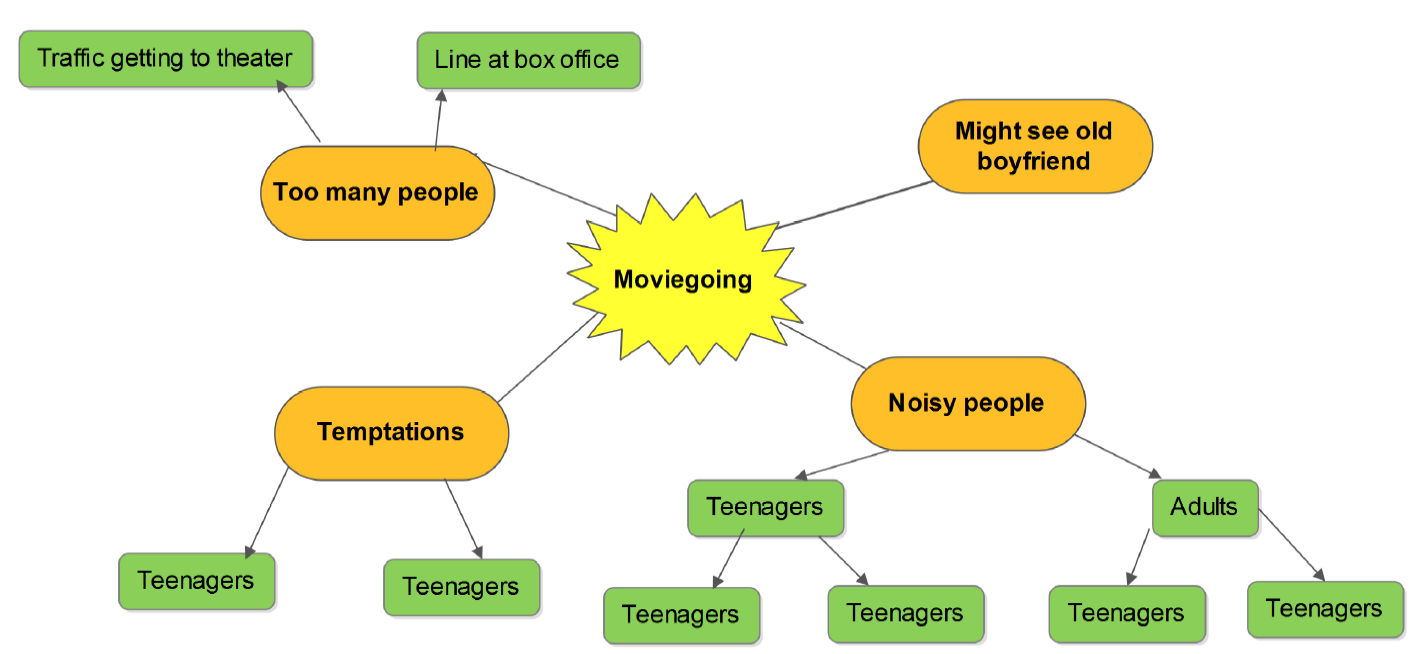 Traffic getting to theater
Line at box office
Might see old
boyfriend
Too many people
Moviegoing
Noisy people
Temptations
Teenagers
Adults
Teenagers
Teenagers
Teenagers
Teenagers
Teenagers
Teenagers